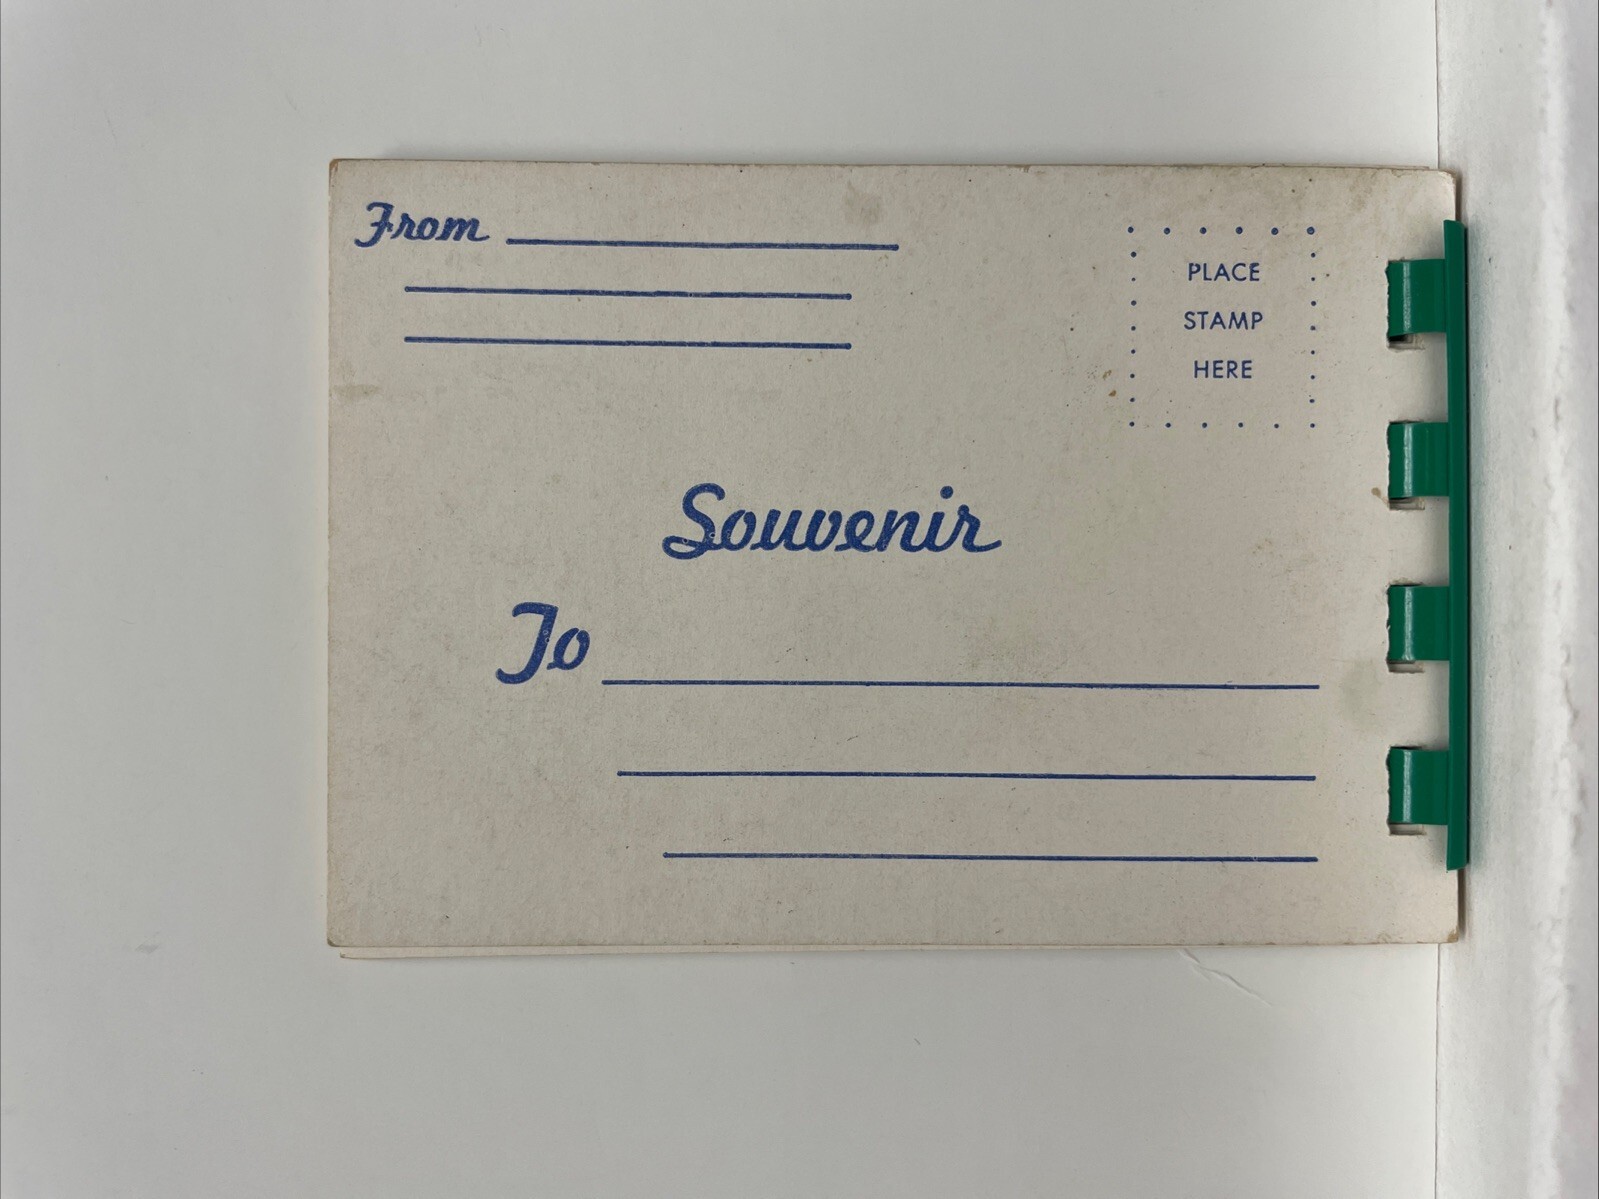 From
PLACE
STAMP
HERE
Souvenir
To